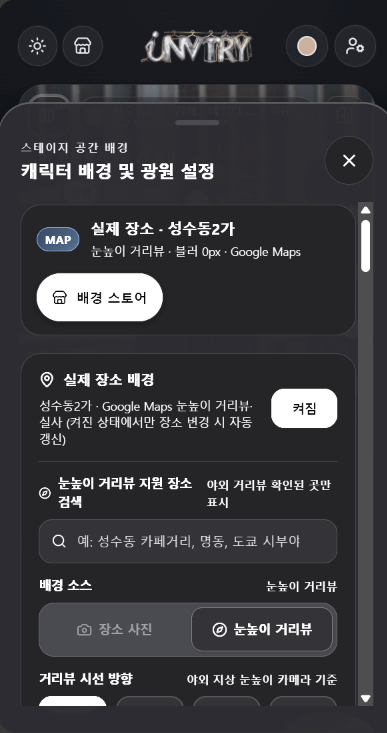 iNVTRY
스테이지 공간 배경
캐릭터 배경 및 광원 설정
MAP
실제 장소 · 성수동2가
눈높이 거리뷰 · 블러 0px · Google Maps
배경 스토어
실제 장소 배경
성수동2가 · Google Maps 눈높이 거리뷰·
실사 (켜진 상태에서만 장소 변경 시 자동
갱신)
켜짐
눈높이 거리뷰 지원 장소
검색
야외 거리뷰 확인된 곳만
표시
예: 성수동 카페거리, 명동, 도쿄 시부야
배경 소스
눈높이 거리뷰
장소 사진
눈높이 거리뷰
거리뷰 시선 방향
야외 지상 눈높이 카메라 기준